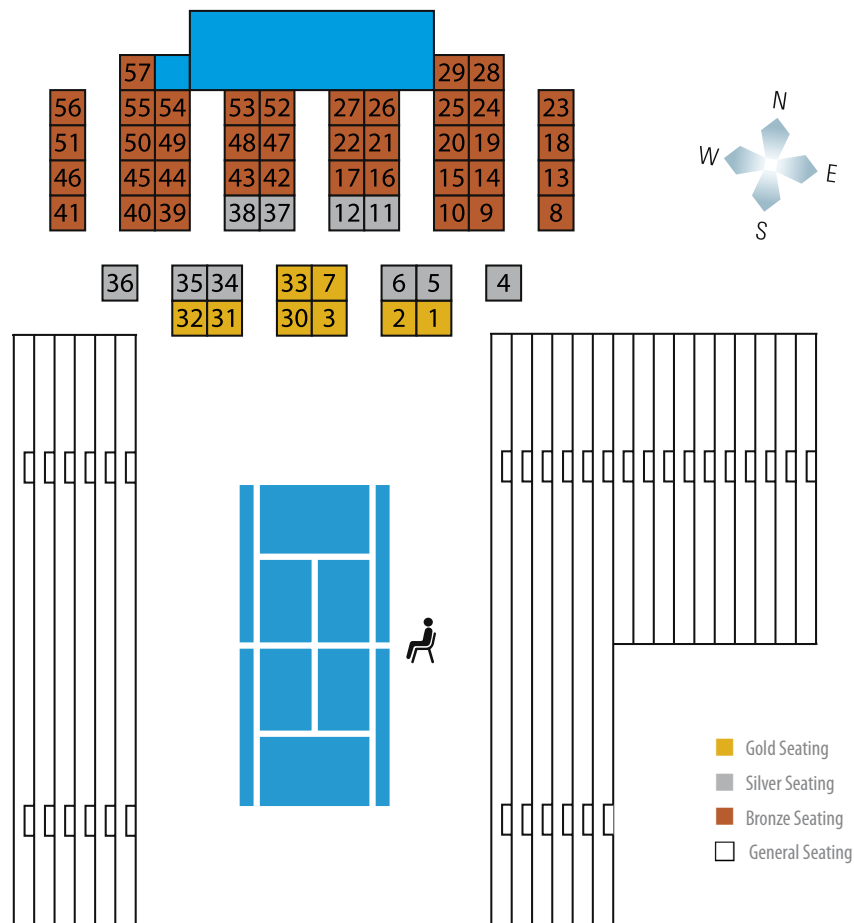 57 29 28
56 55 54 53 52 27 26 25 24 23
51 50 49 48 47 22 21 20 19 18
46 45 44 43 42 17 16 15 14 13
41 40 39 38 37 12 11 10 9 8
36 35 34 33 7 6 5 4
32 31 30 3 2 1
N
W E
S
Gold Seating
Silver Seating
Bronze Seating
General Seating